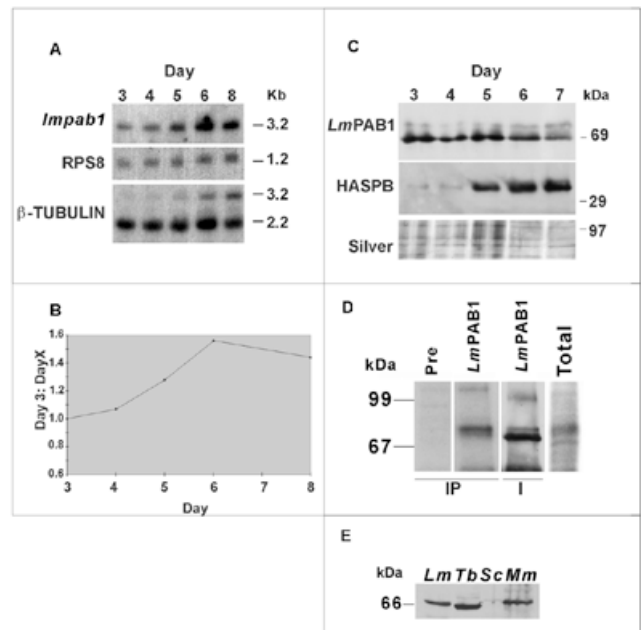 A
Day
3 4 5 6 8 Kb
lmpab1
3.2
RPS8
1.2
3.2
β-TUBULIN
2.2
B
1.6
1.4
1.2
1.0
0.8
0.6
Day 3: DayX
3 4 5 6 7 8
Day
C
Day
3 4 5 6 7 kDa
LmPAB1
69
HASPB
29
97
Silver
D
kDa
Pre
LmPAB1
LmPAB1
Total
99
67
IP I
E
kDa Lm Tb Sc Mm
66